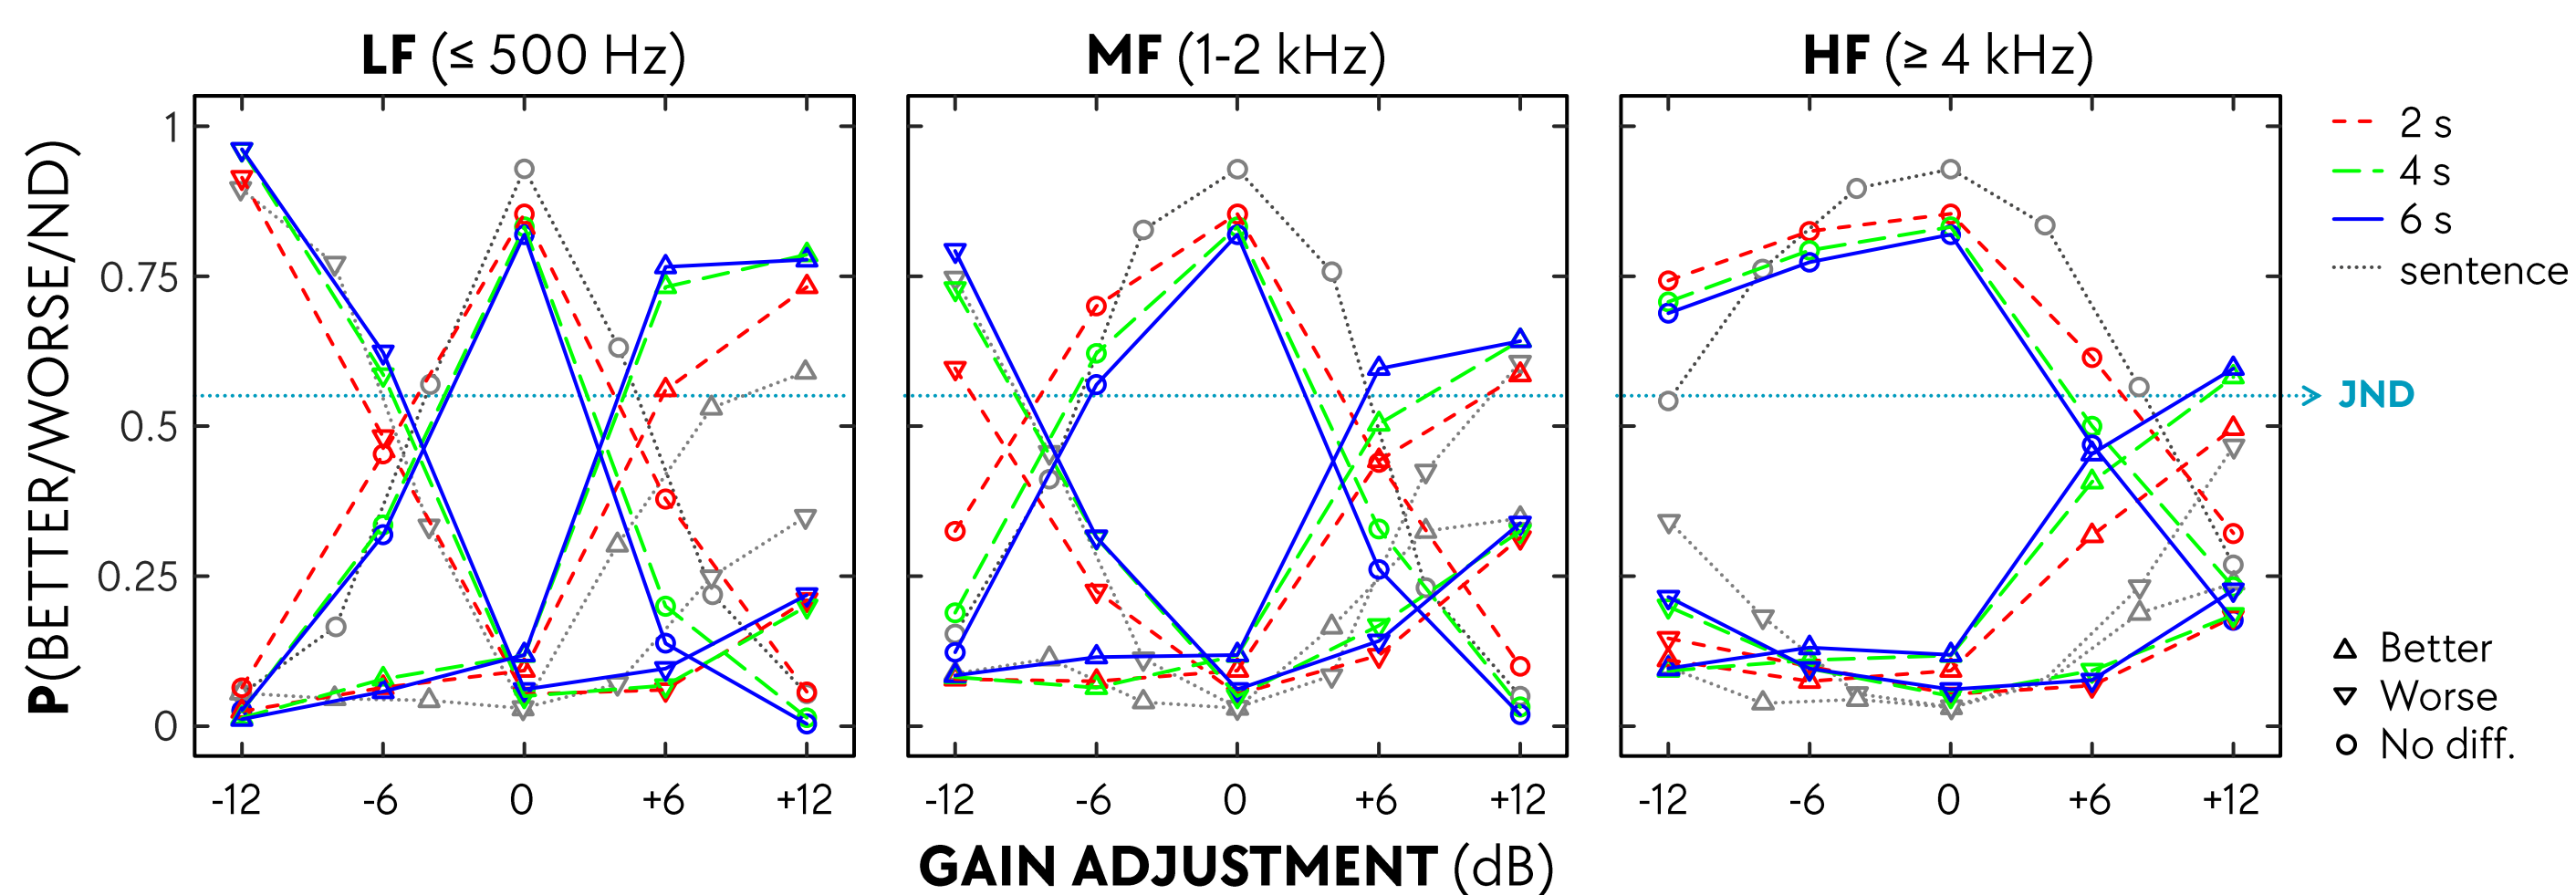 LF (≤ 500 Hz)
MF (1-2 kHz)
HF (≥ 4 kHz)
P(BETTER/WORSE/ND)
1
0.75
0.5
0.25
0
2 s
4 s
6 s
sentence
JND
Better
Worse
No diff.
-12 -6 0 +6 +12
-12 -6 0 +6 +12
-12 -6 0 +6 +12
GAIN ADJUSTMENT (dB)